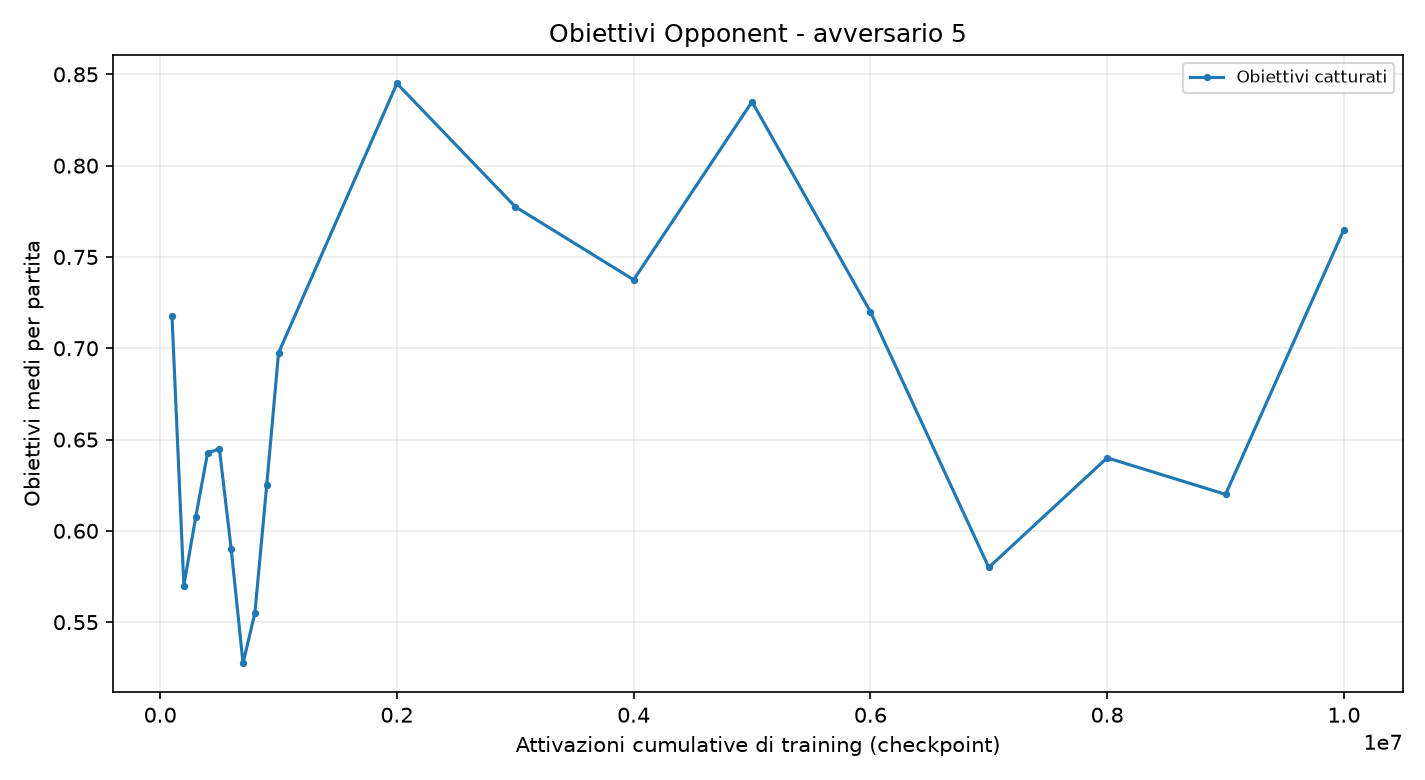 Obiettivi Opponent - avversario 5
Obiettivi catturati
Obiettivi medi per partita
0.85
0.80
0.75
0.70
0.65
0.60
0.55
0.0 0.2 0.4 0.6 0.8 1.0
1e7
Attivazioni cumulative di training (checkpoint)